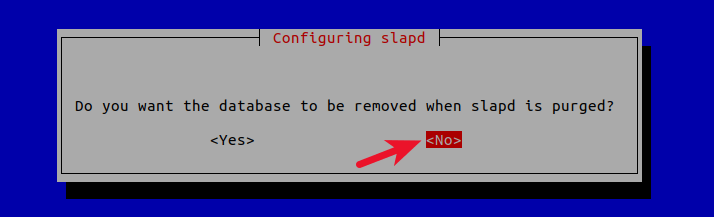 Configuring slapd
Do you want the database to be removed when slapd is purged?
<Yes> <No>